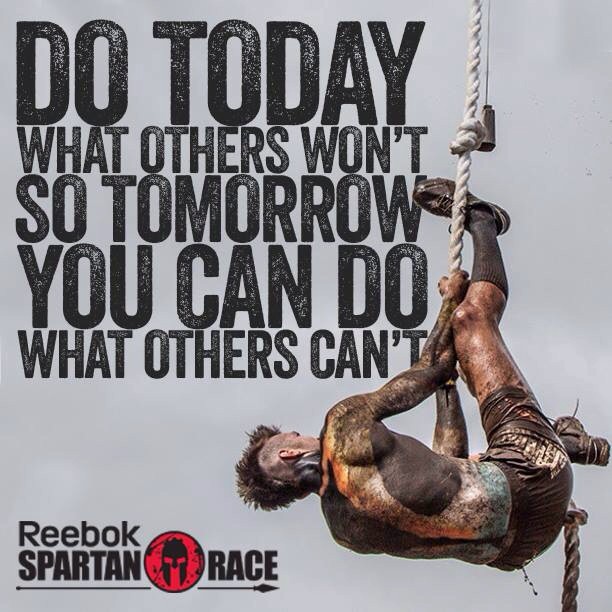 DO TODAY
WHAT OTHERS WON'T
SO TOMORROW
YOU CAN DO
WHAT OTHERS CAN'T
Reebok
SPARTAN RACE